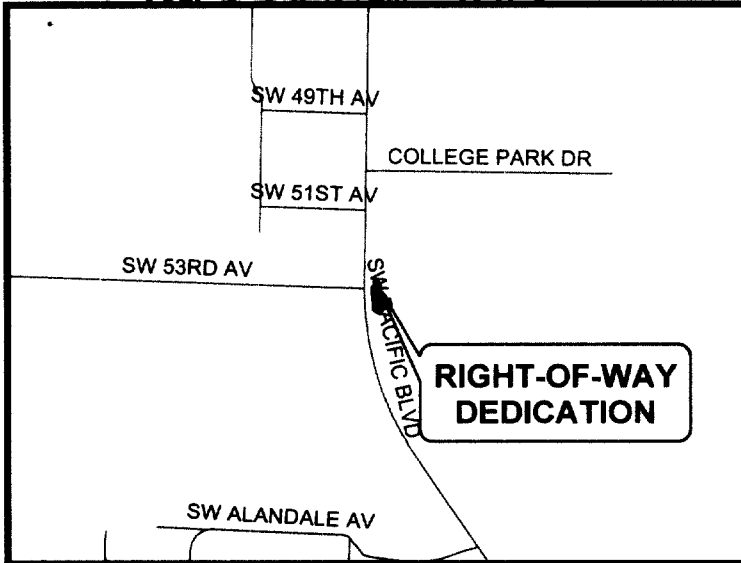 SW 49TH AV
COLLEGE PARK DR
SW 51ST AV
SW 53RD AV
SW PACIFIC BLVD
RIGHT-OF-WAY
DEDICATION
SW ALANDALE AV